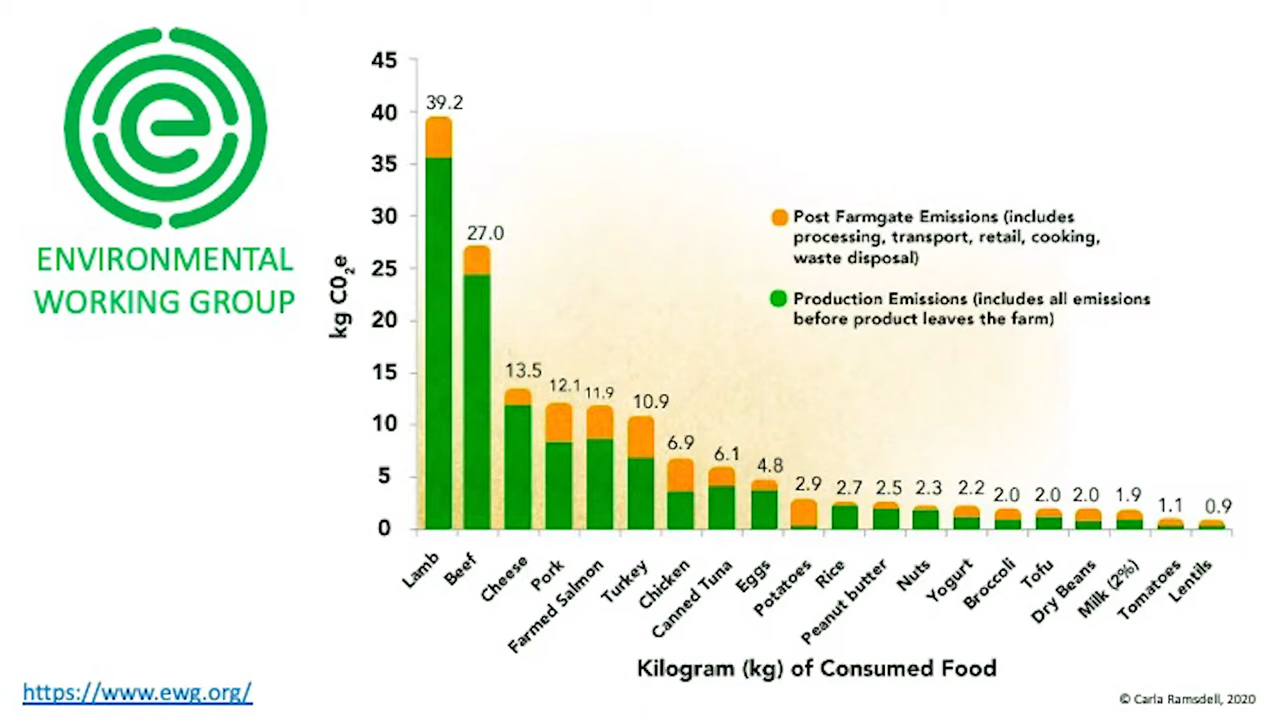 ENVIRONMENTAL
WORKING GROUP
https://www.ewg.org/
kg CO₂e
45
40
35
30
25
20
15
10
5
0
39.2
27.0
13.5
12.1
11.9
10.9
6.9
6.1
4.8
2.9
2.7
2.5
2.3
2.2
2.0
2.0
2.0
1.9
1.1
0.9
Post Farmgate Emissions (includes
processing, transport, retail, cooking,
waste disposal)
Production Emissions (includes all emissions
before product leaves the farm)
Lamb
Beef
Cheese
Pork
Farmed Salmon
Turkey
Chicken
Canned Tuna
Eggs
Potatoes
Rice
Peanut butter
Nuts
Yogurt
Broccoli
Tofu
Dry Beans
Milk (2%)
Tomatoes
Lentils
Kilogram (kg) of Consumed Food
© Carla Ramsdell, 2020